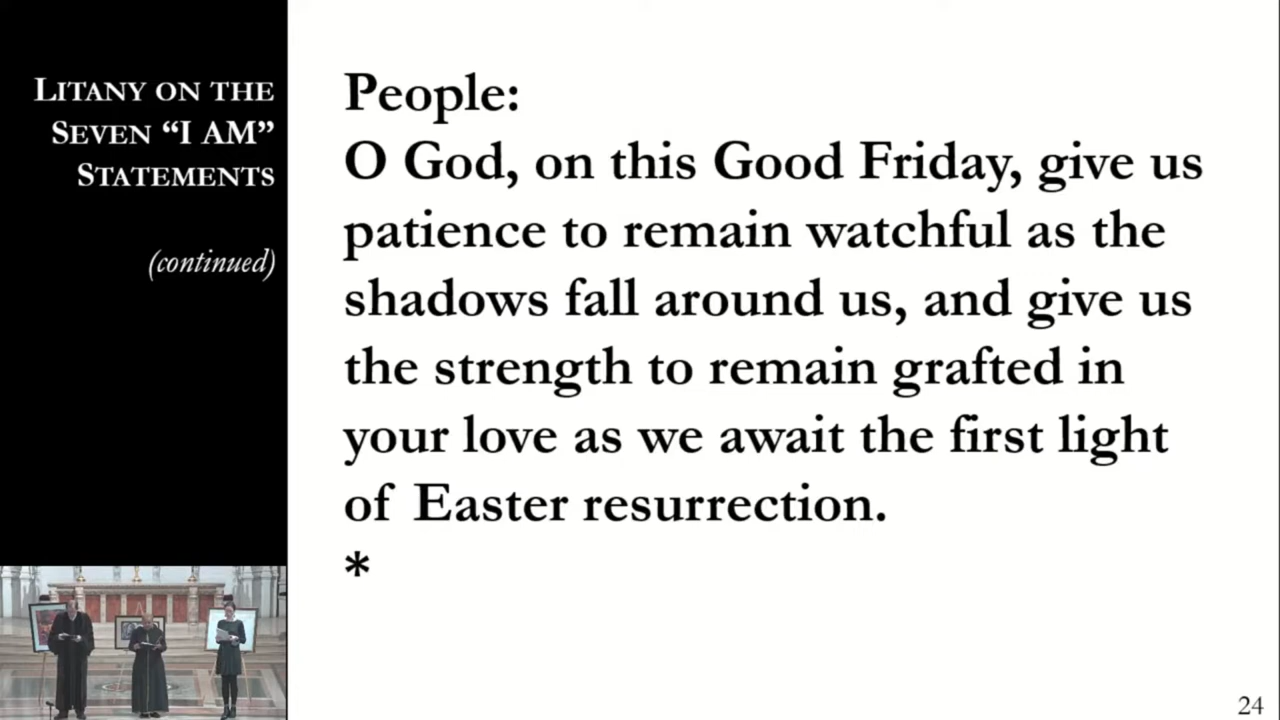 LITANY ON THE
SEVEN “I AM”
STATEMENTS
(continued)
People:
O God, on this Good Friday, give us
patience to remain watchful as the
shadows fall around us, and give us
the strength to remain grafted in
your love as we await the first light
of Easter resurrection.
*
24